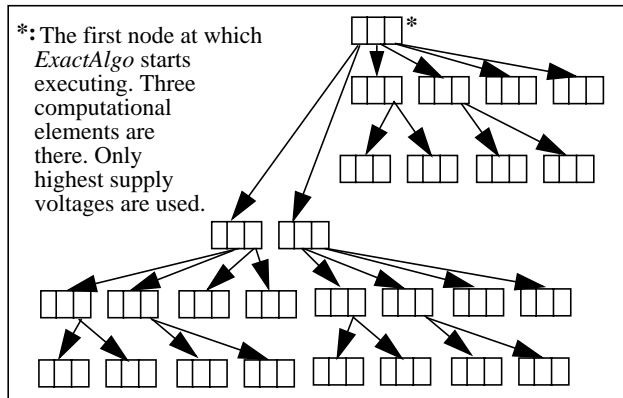 *: The first node at which
ExactAlgo starts
executing. Three
computational
elements are
there. Only
highest supply
voltages are used.
*